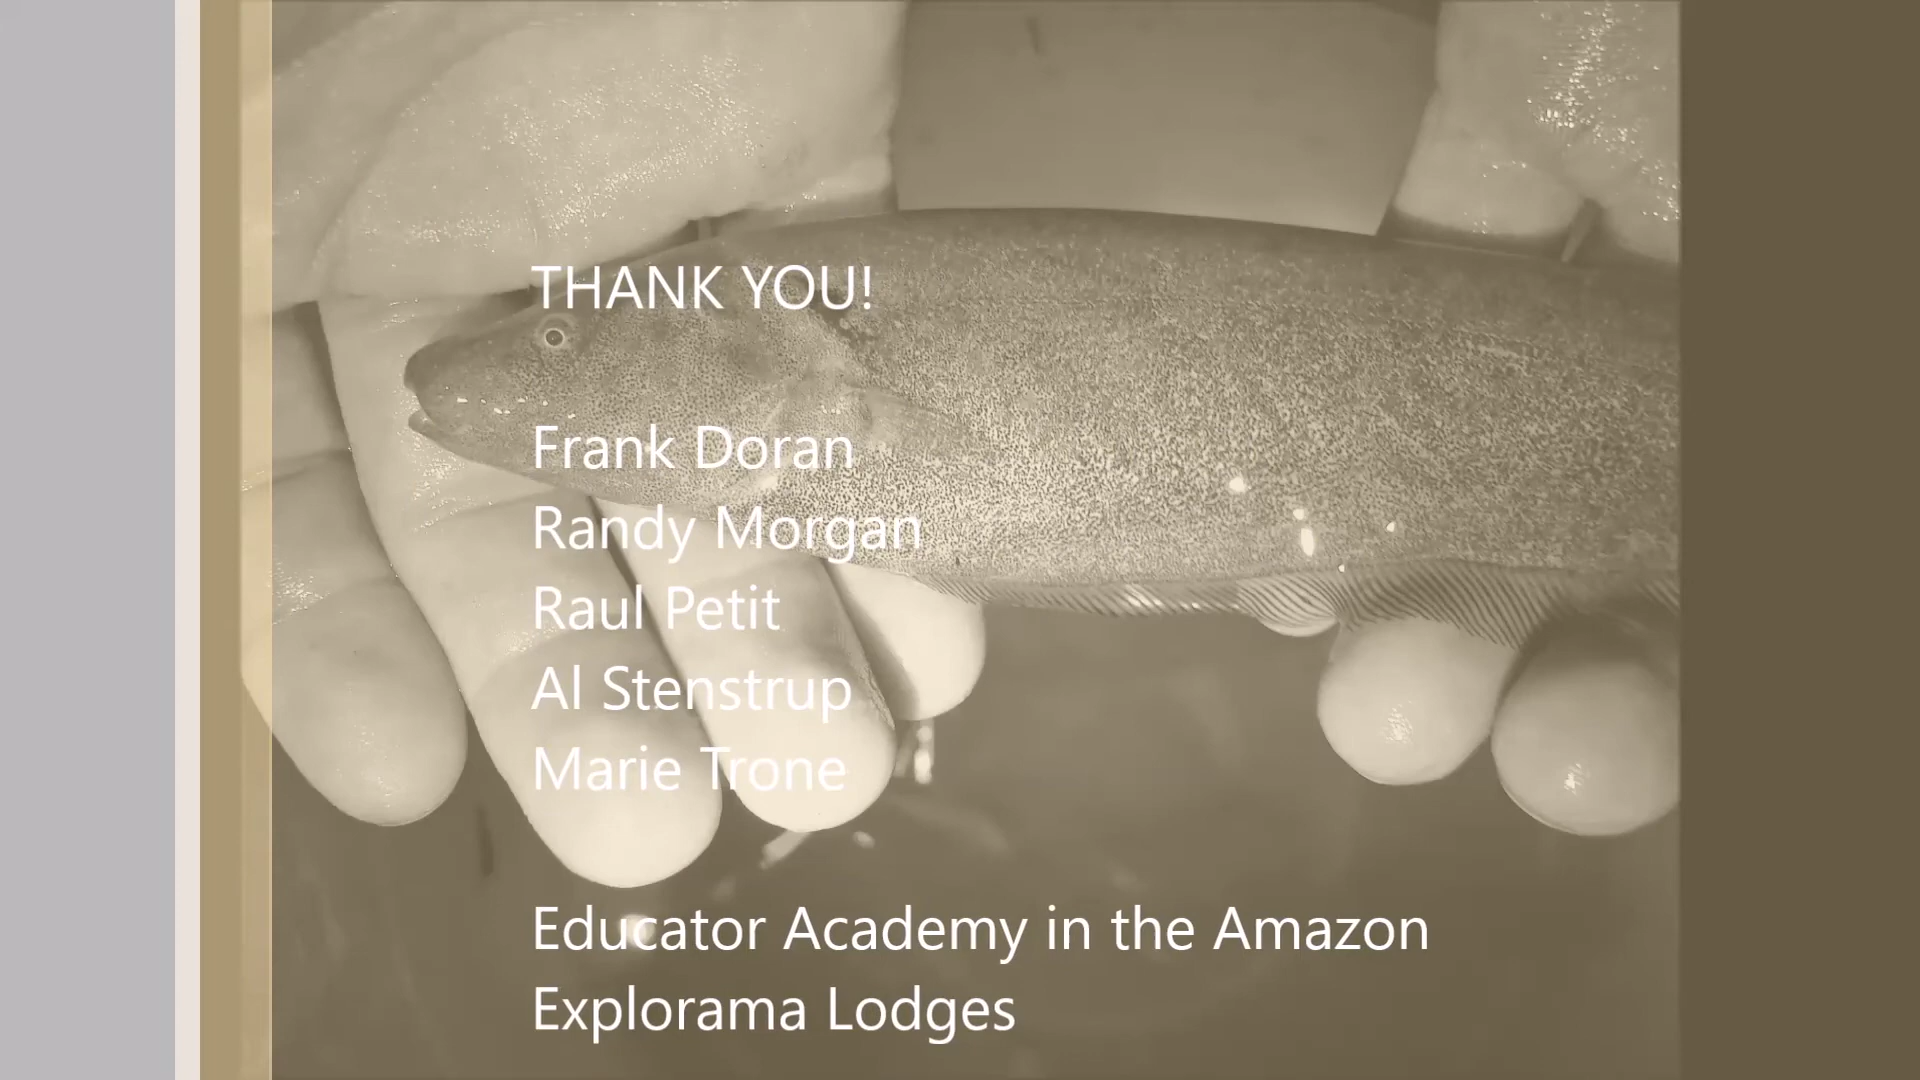 THANK YOU!
Frank Doran
Randy Morgan
Raul Petit
Al Stenstrup
Marie Trone
Educator Academy in the Amazon
Explorama Lodges